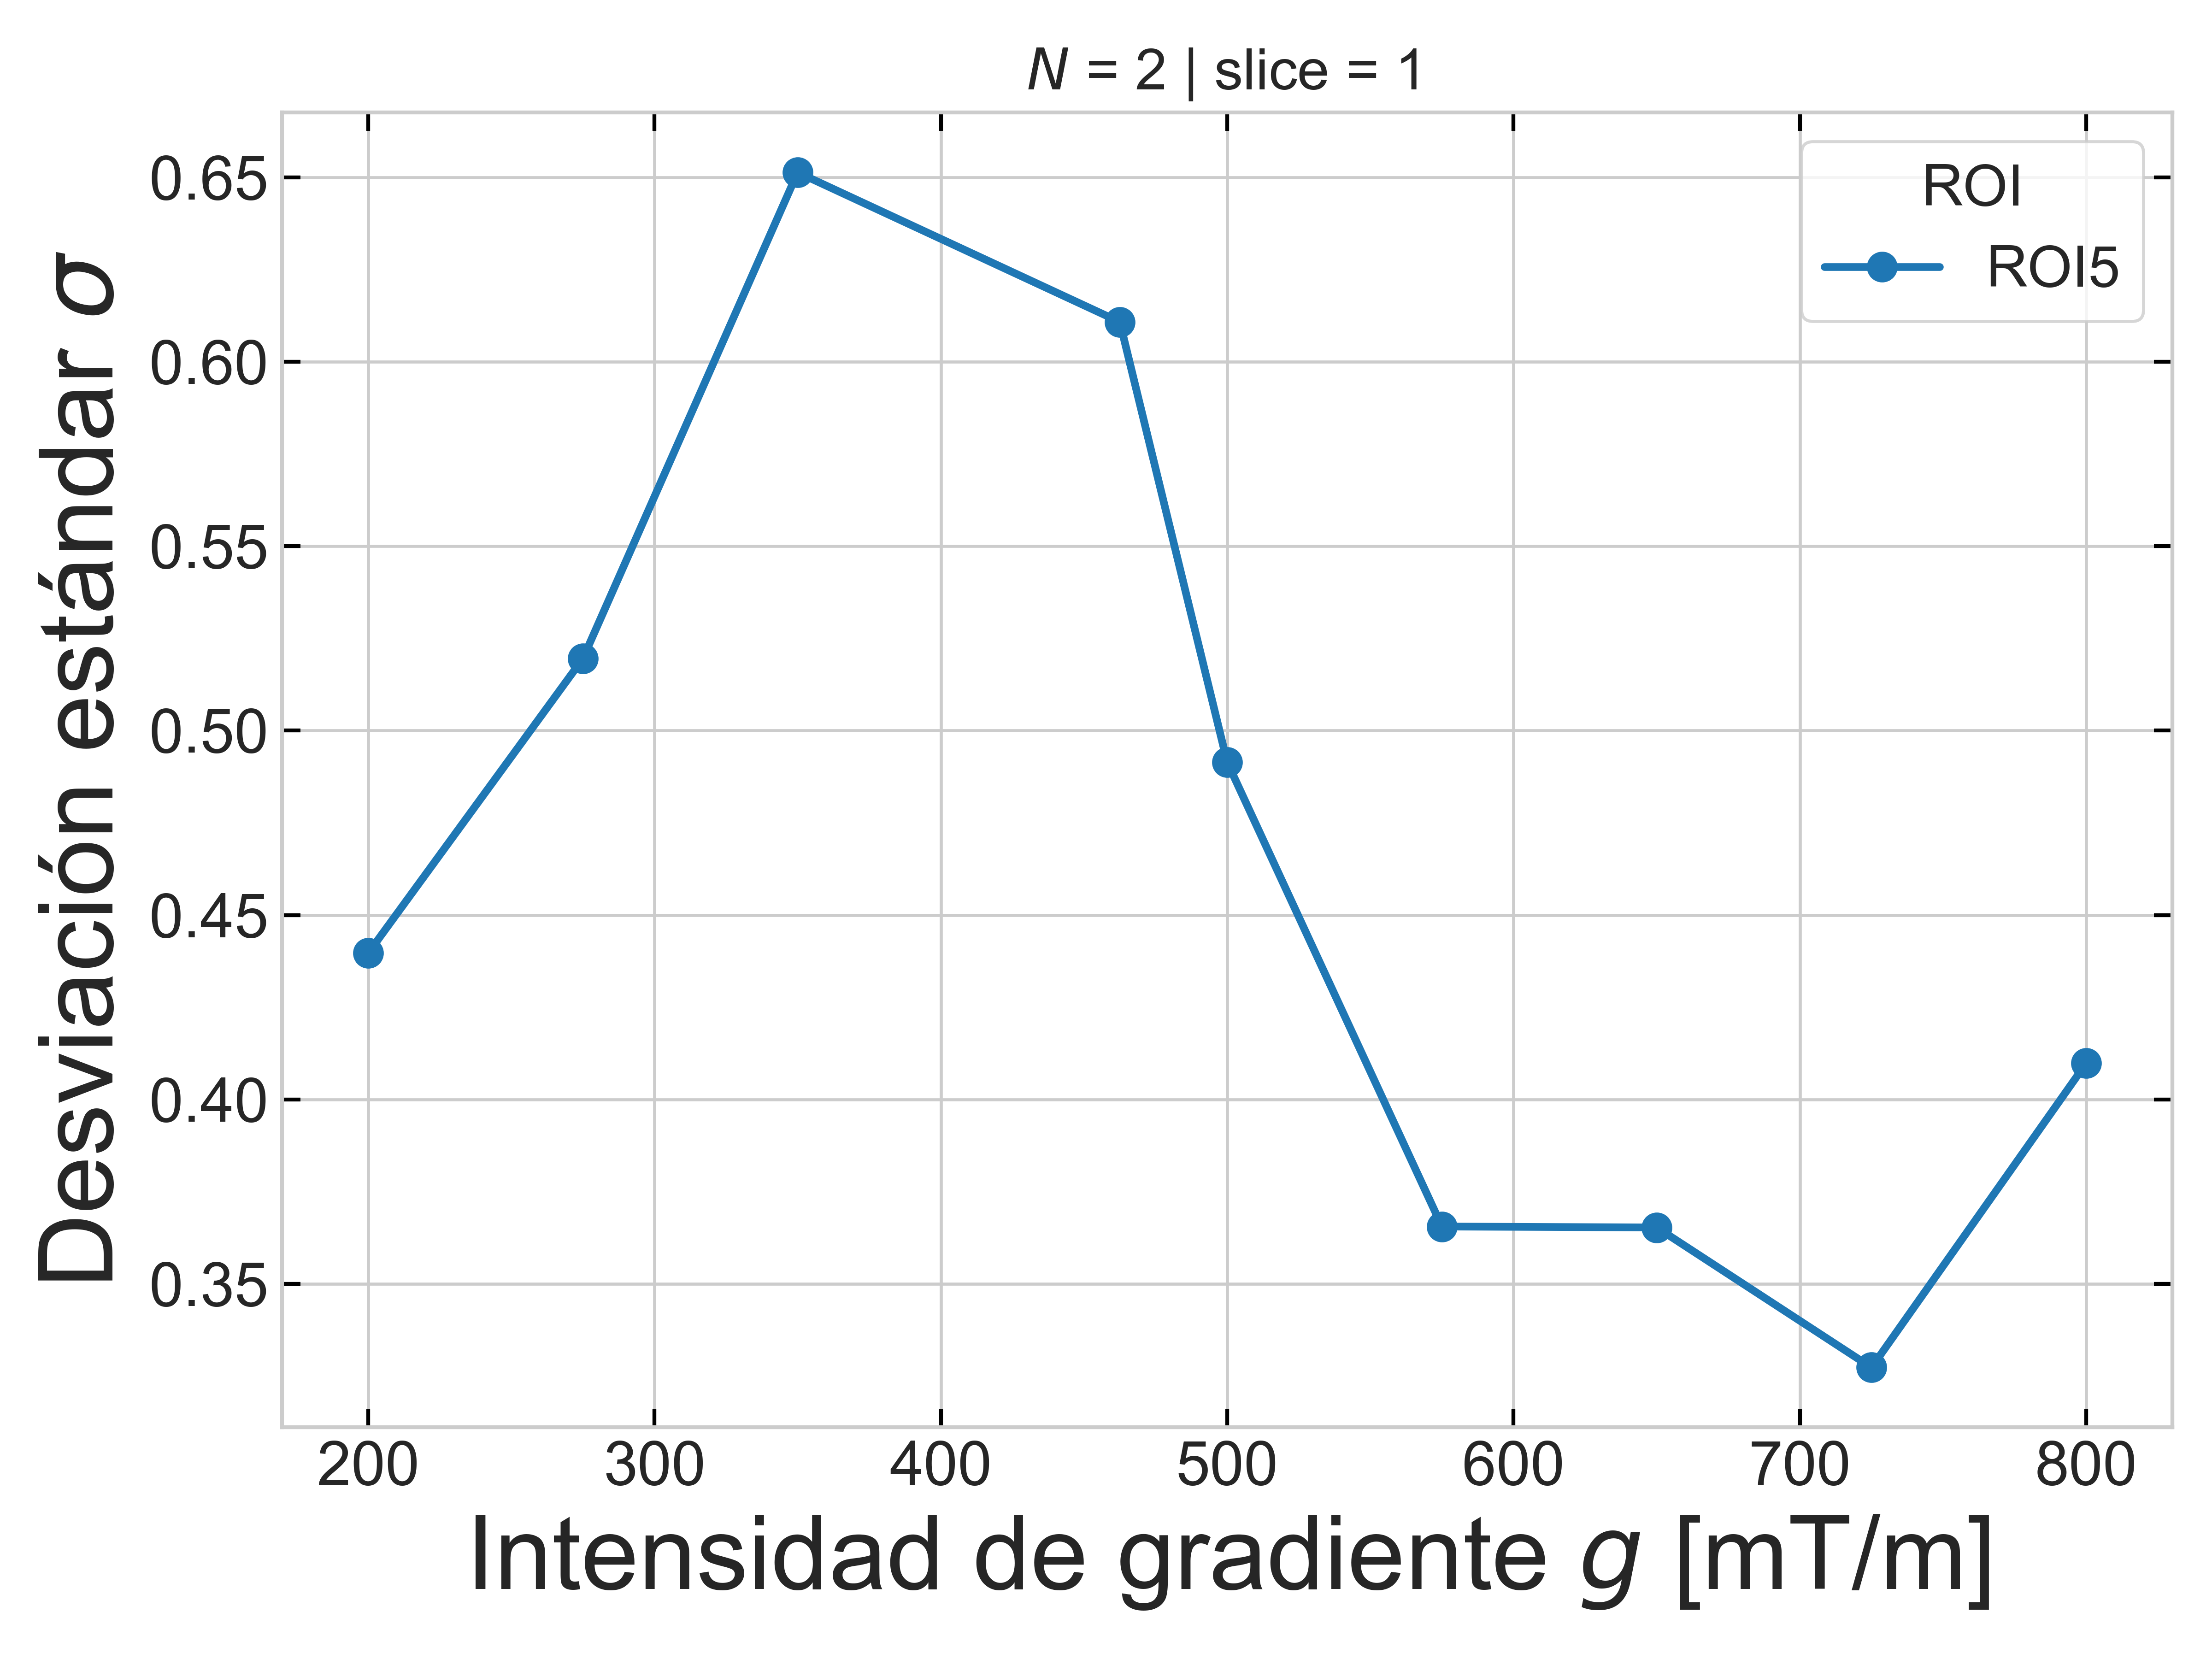 N = 2 | slice = 1
ROI
ROI5
Desviación estándar σ
0.65
0.60
0.55
0.50
0.45
0.40
0.35
200 300 400 500 600 700 800
Intensidad de gradiente g [mT/m]